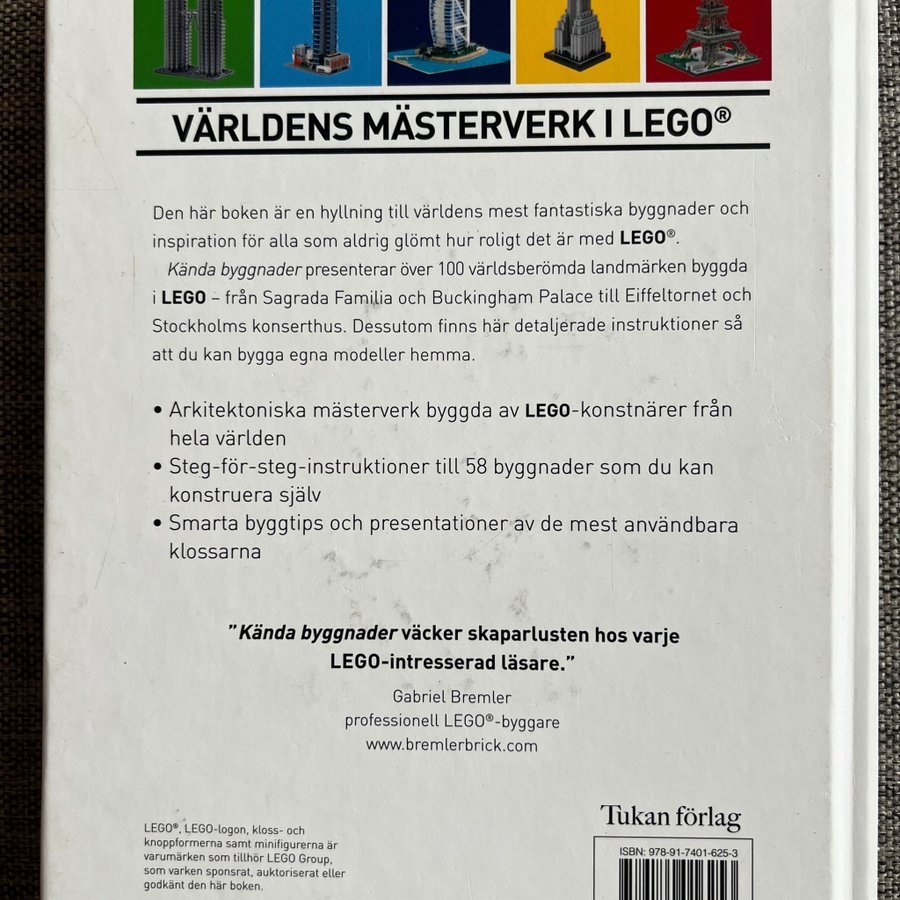 VÄRLDENS MÄSTERVERK I LEGO®
Den här boken är en hyllning till världens mest fantastiska byggnader och
inspiration för alla som aldrig glömt hur roligt det är med LEGO®.
Kända byggnader presenterar över 100 världsberömda landmärken byggda
i LEGO – från Sagrada Familia och Buckingham Palace till Eiffeltornet och
Stockholms konserthus. Dessutom finns här detaljerade instruktioner så
att du kan bygga egna modeller hemma.
• Arkitektoniska mästerverk byggda av LEGO-konstnärer från
hela världen
• Steg-för-steg-instruktioner till 58 byggnader som du kan
konstruera själv
• Smarta byggtips och presentationer av de mest användbara
klossarna
”Kända byggnader väcker skaparlusten hos varje
LEGO-intresserad läsare.”
Gabriel Bremler
professionell LEGO®-byggare
www.bremlerbrick.com
LEGO®, LEGO-logon, kloss- och
knoppformerna samt minifigurerna är
varumärken som tillhör LEGO Group,
som varken sponsrat, auktoriserat eller
godkänt den här boken.
Tukan förlag
ISBN: 978-91-7401-625-3